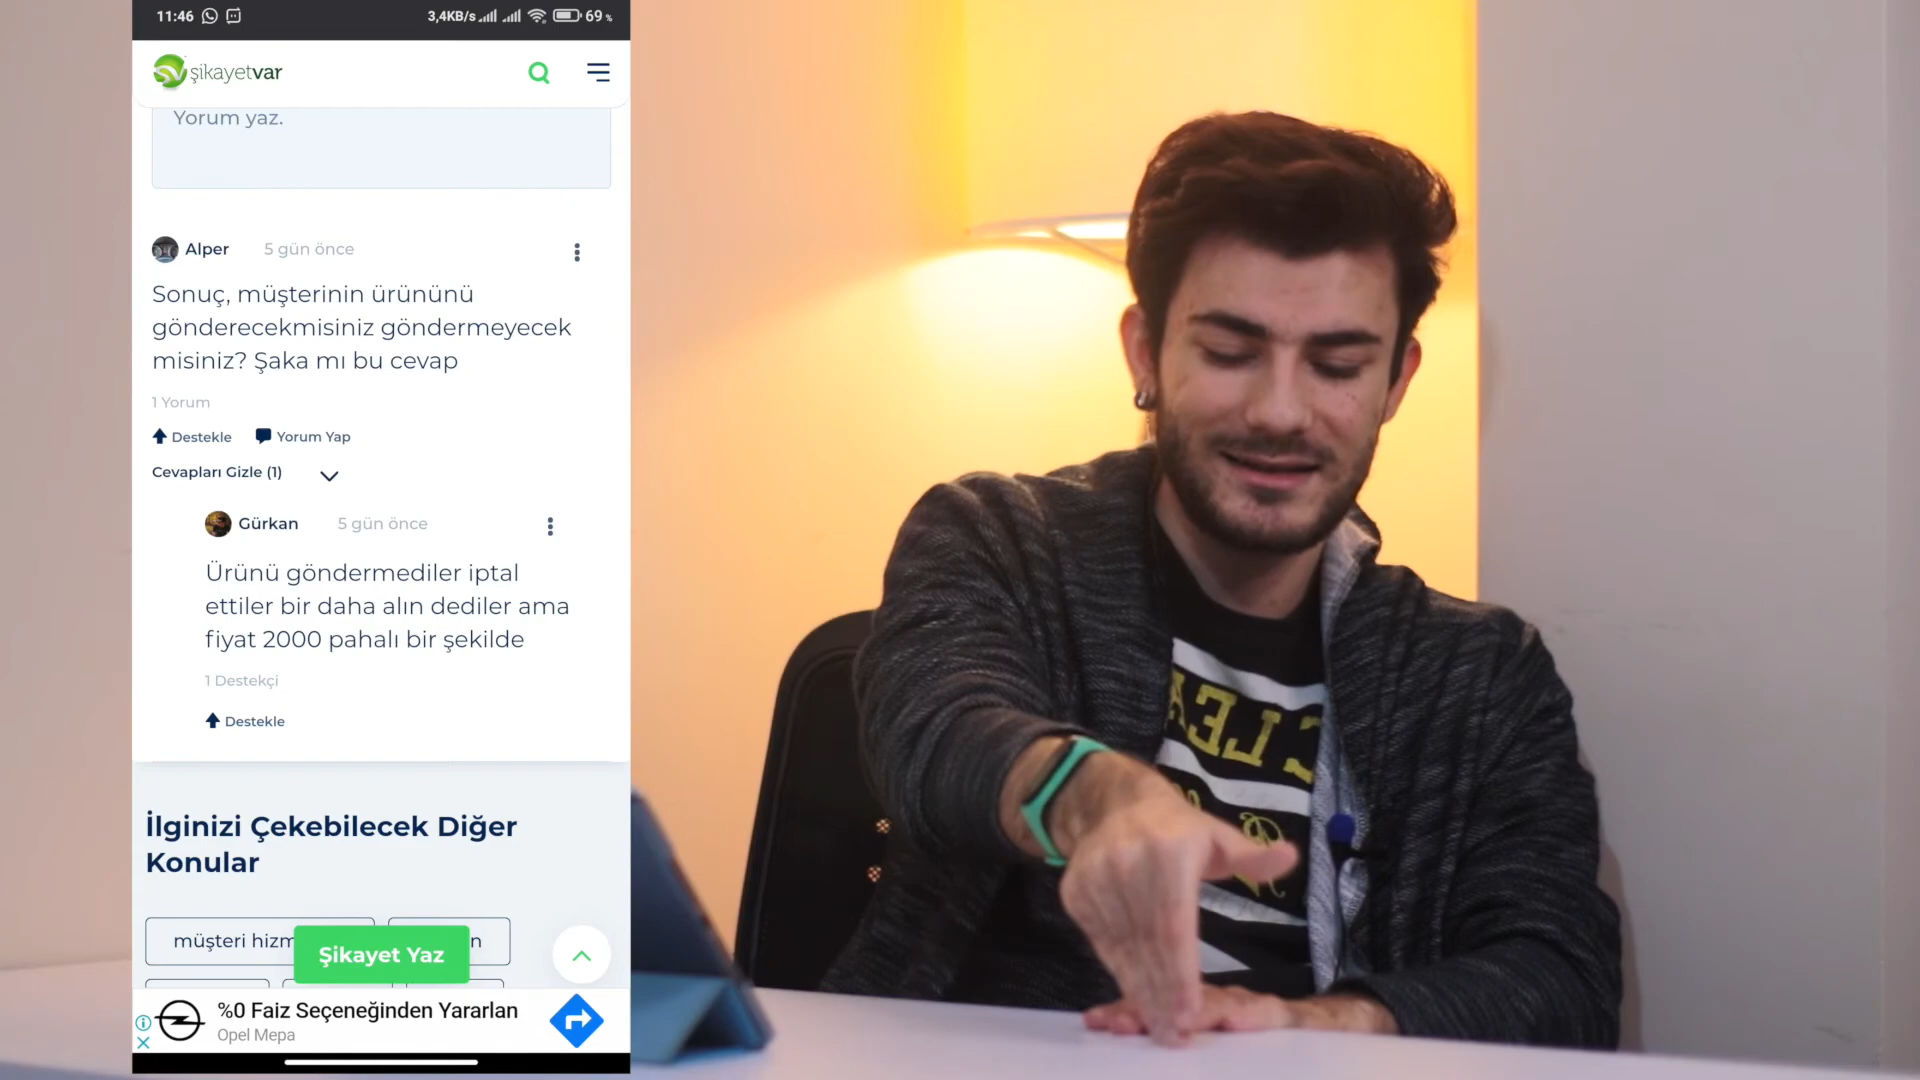 11:46
3,4KB/s
69 %
şikayetvar
Yorum yaz.
Alper 5 gün önce
Sonuç, müşterinin ürününü
gönderecekmisiniz göndermeyecek
misiniz? Şaka mı bu cevap
1 Yorum
Destekle Yorum Yap
Cevapları Gizle (1)
Gürkan 5 gün önce
Ürünü göndermediler iptal
ettiler bir daha alın dediler ama
fiyat 2000 pahalı bir şekilde
1 Destekçi
Destekle
İlginizi Çekebilecek Diğer
Konular
müşteri
Şikayet Yaz
%0 Faiz Seçeneğinden Yararlan
Opel Mepa